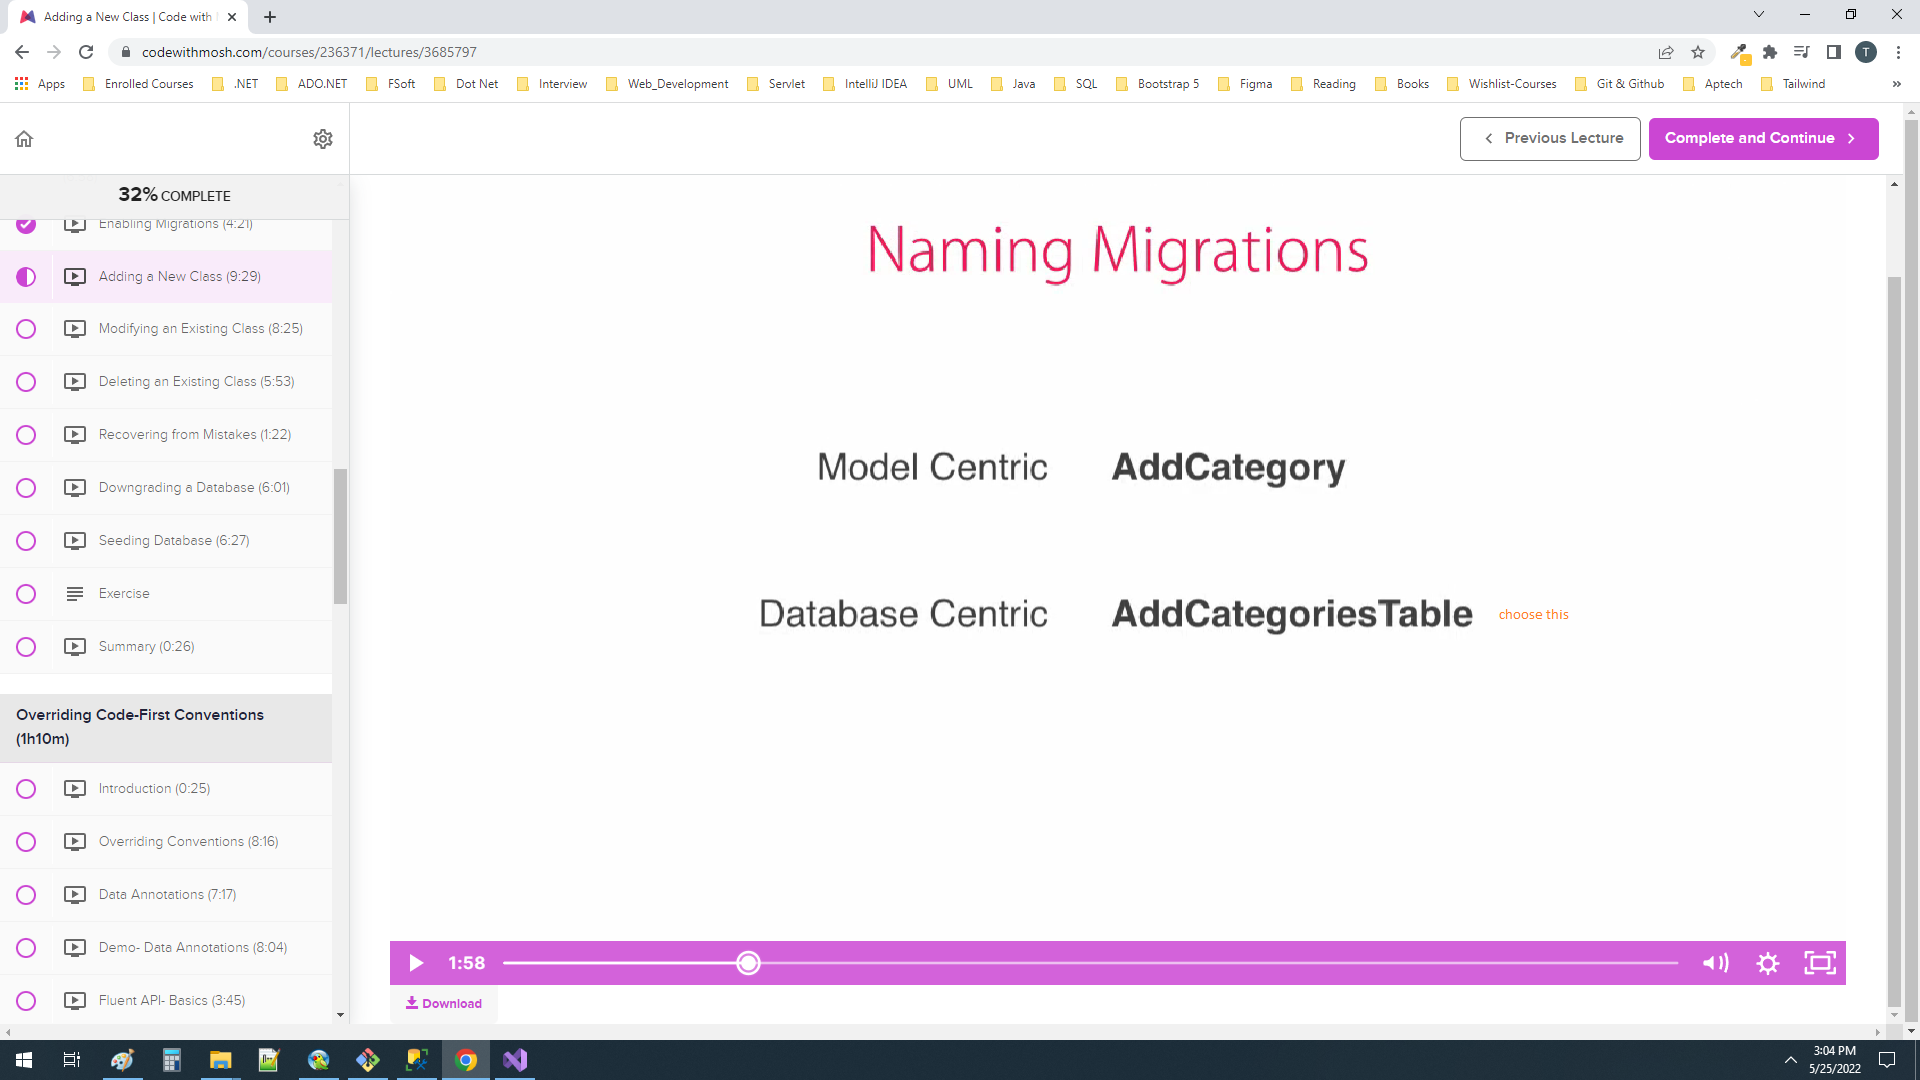 Adding a New Class | Code with
codewithmosh.com/courses/236371/lectures/3685797
T
Apps
Enrolled Courses
.NET
ADO.NET
FSoft
Dot Net
Interview
Web_Development
Servlet
IntelliJ IDEA
UML
Java
SQL
Bootstrap 5
Figma
Reading
Books
Wishlist-Courses
Git & Github
Aptech
Tailwind
»
Previous Lecture
Complete and Continue
32% COMPLETE
Enabling Migrations (4:21)
Adding a New Class (9:29)
Modifying an Existing Class (8:25)
Deleting an Existing Class (5:53)
Recovering from Mistakes (1:22)
Downgrading a Database (6:01)
Seeding Database (6:27)
Exercise
Summary (0:26)
Overriding Code-First Conventions
(1h10m)
Introduction (0:25)
Overriding Conventions (8:16)
Data Annotations (7:17)
Demo- Data Annotations (8:04)
Fluent API- Basics (3:45)
Naming Migrations
Model Centric AddCategory
Database Centric AddCategoriesTable choose this
1:58
Download
3:04 PM
5/25/2022